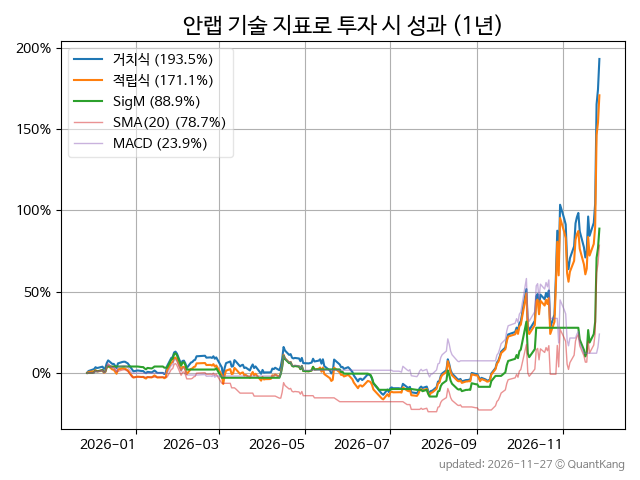 안랩 기술 지표로 투자 시 성과 (1년)
200%
150%
100%
50%
0%
거치식 (193.5%)
적립식 (171.1%)
SigM (88.9%)
SMA(20) (78.7%)
MACD (23.9%)
2026-01
2026-03
2026-05
2026-07
2026-09
2026-11
updated: 2026-11-27 © QuantKang